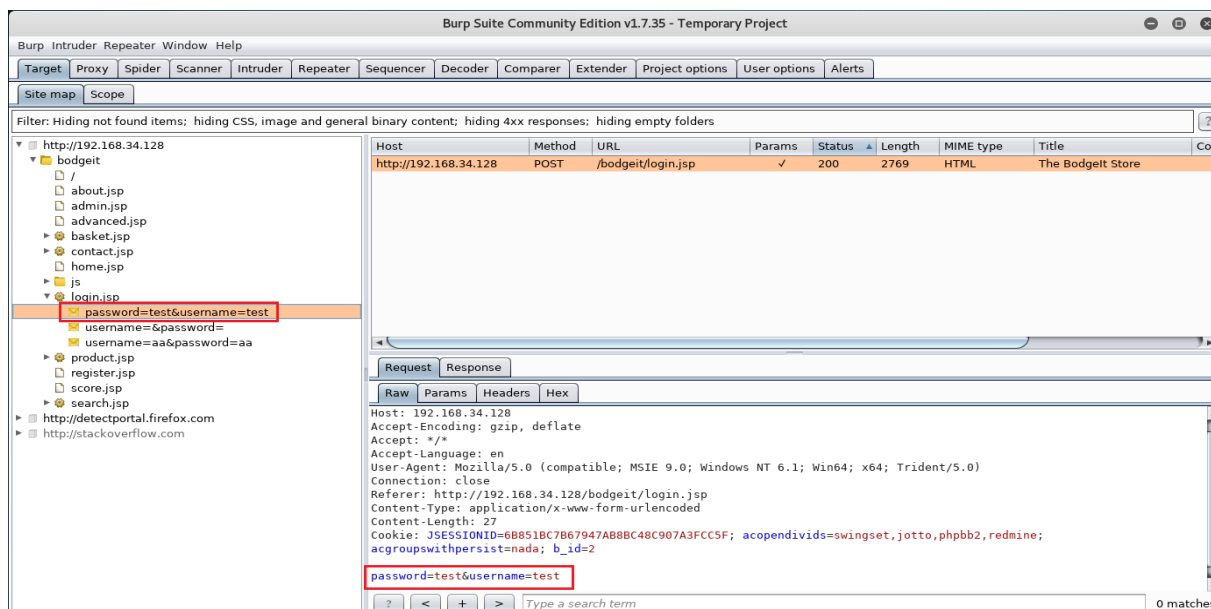 Burp Suite Community Edition v1.7.35 - Temporary Project
Burp Intruder Repeater Window Help
Target Proxy Spider Scanner Intruder Repeater Sequencer Decoder Comparer Extender Project options User options Alerts
Site map Scope
Filter: Hiding not found items; hiding CSS, image and general binary content; hiding 4xx responses; hiding empty folders ?
http://192.168.34.128
bodgeit
/
about.jsp
admin.jsp
advanced.jsp
basket.jsp
contact.jsp
home.jsp
js
login.jsp
password=test&username=test
username=&password=
username=aa&password=aa
product.jsp
register.jsp
score.jsp
search.jsp
http://detectportal.firefox.com
http://stackoverflow.com
Host Method URL Params Status Length MIME type Title Co
http://192.168.34.128 POST /bodgeit/login.jsp ✓ 200 2769 HTML The BodgeIt Store
Request Response
Raw Params Headers Hex
Host: 192.168.34.128
Accept-Encoding: gzip, deflate
Accept: */*
Accept-Language: en
User-Agent: Mozilla/5.0 (compatible; MSIE 9.0; Windows NT 6.1; Win64; x64; Trident/5.0)
Connection: close
Referer: http://192.168.34.128/bodgeit/login.jsp
Content-Type: application/x-www-form-urlencoded
Content-Length: 27
Cookie: JSESSIONID=6B851BC7B67947AB8BC48C907A3FCC5F; acopendivids=swingset,jotto,phpbb2,redmine;
acgroupswithpersist=nada; b_id=2
password=test&username=test
? < + > Type a search term 0 matches